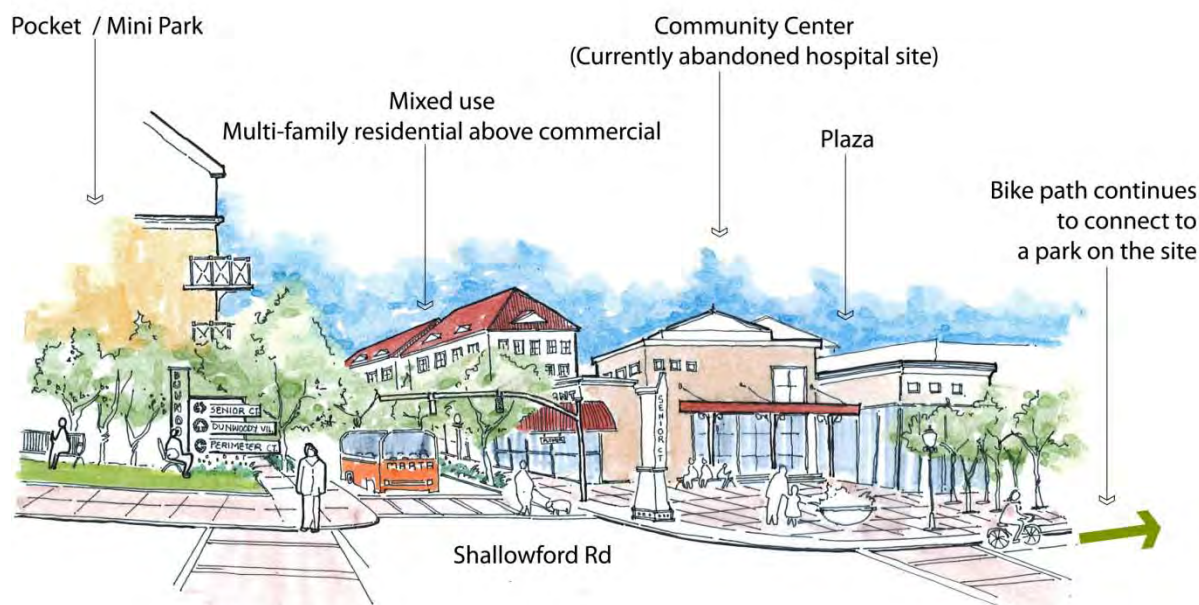 Pocket / Mini Park
Mixed use
Multi-family residential above commercial
Community Center
(Currently abandoned hospital site)
Plaza
Bike path continues
to connect to
a park on the site
SENIOR CT
DUNWOODY VIL.
PERIMETER CT.
MARTA
SENIOR CT
Shallowford Rd